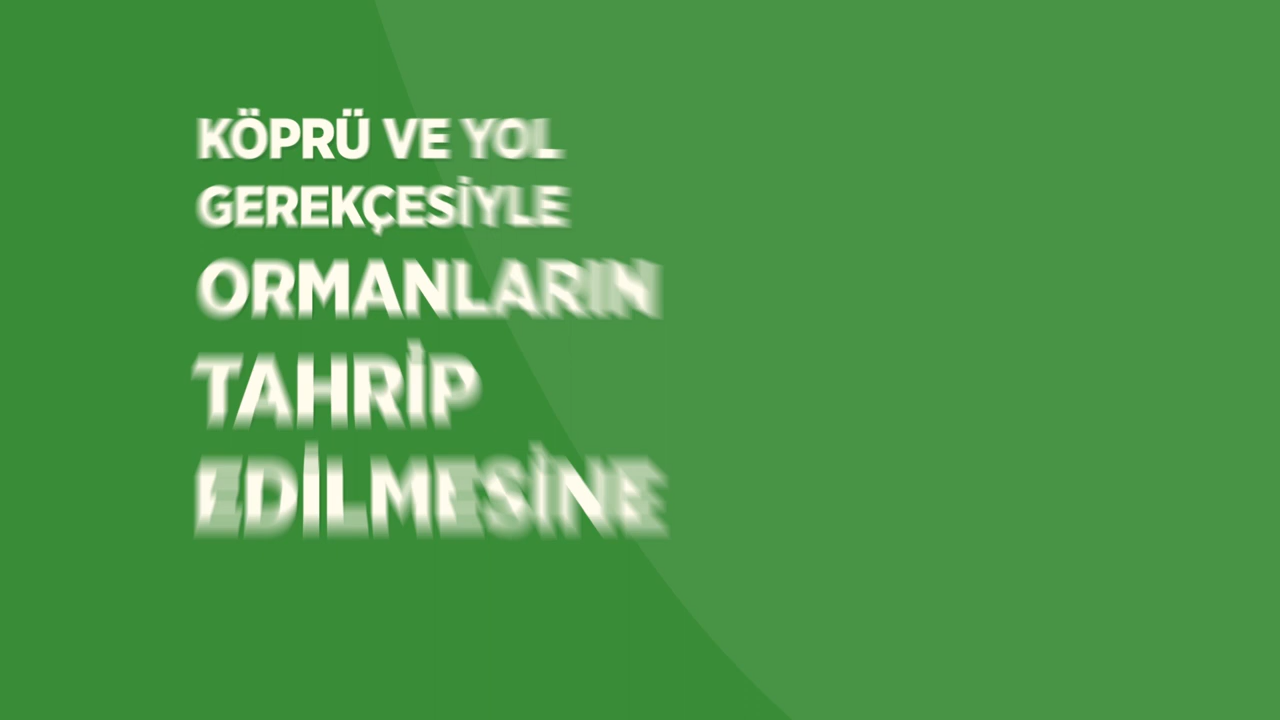 KÖPRÜ VE YOL
GEREKÇESİYLE
ORMANLARIN
TAHRİP
EDİLMESİNE